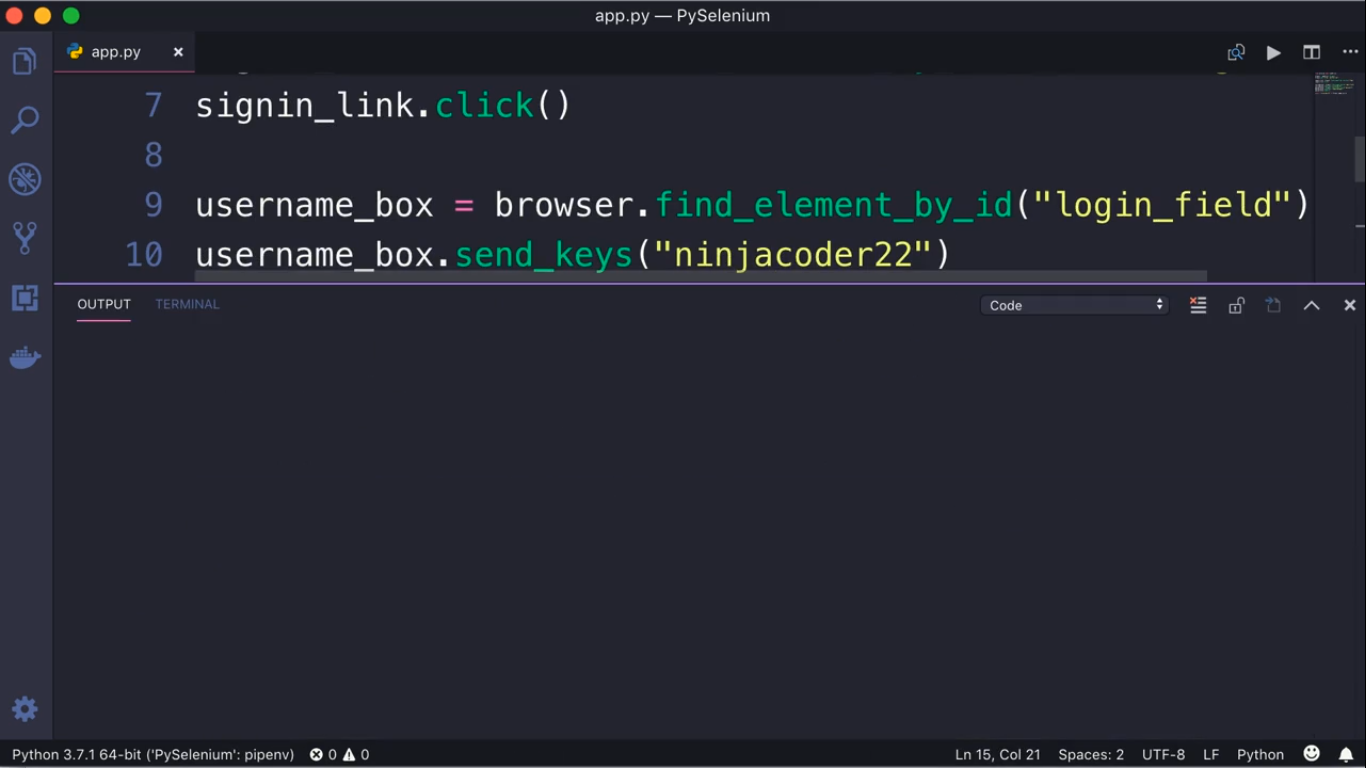 app.py — PySelenium
app.py
7 signin_link.click()
8
9 username_box = browser.find_element_by_id("login_field")
10 username_box.send_keys("ninjacoder22")
OUTPUT TERMINAL Code
Python 3.7.1 64-bit ('PySelenium': pipenv) 0 0 Ln 15, Col 21 Spaces: 2 UTF-8 LF Python